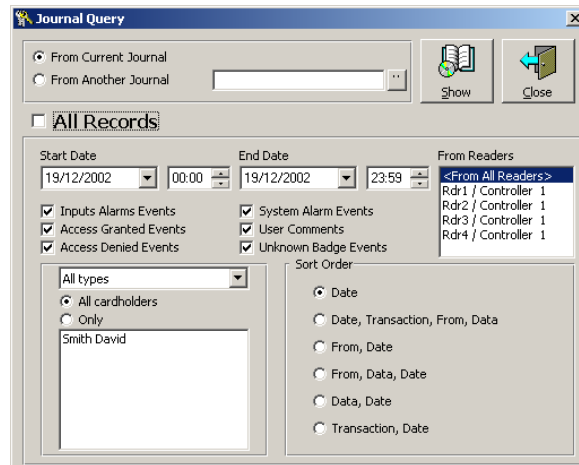 Journal Query
From Current Journal
From Another Journal
..
Show
Close
All Records
Start Date
End Date
From Readers
19/12/2002
00:00
19/12/2002
23:59
<From All Readers>
Rdr1 / Controller 1
Rdr2 / Controller 1
Rdr3 / Controller 1
Rdr4 / Controller 1
Inputs Alarms Events
System Alarm Events
Access Granted Events
User Comments
Access Denied Events
Unknown Badge Events
All types
All cardholders
Only
Smith David
Sort Order
Date
Date, Transaction, From, Data
From, Date
From, Data, Date
Data, Date
Transaction, Date